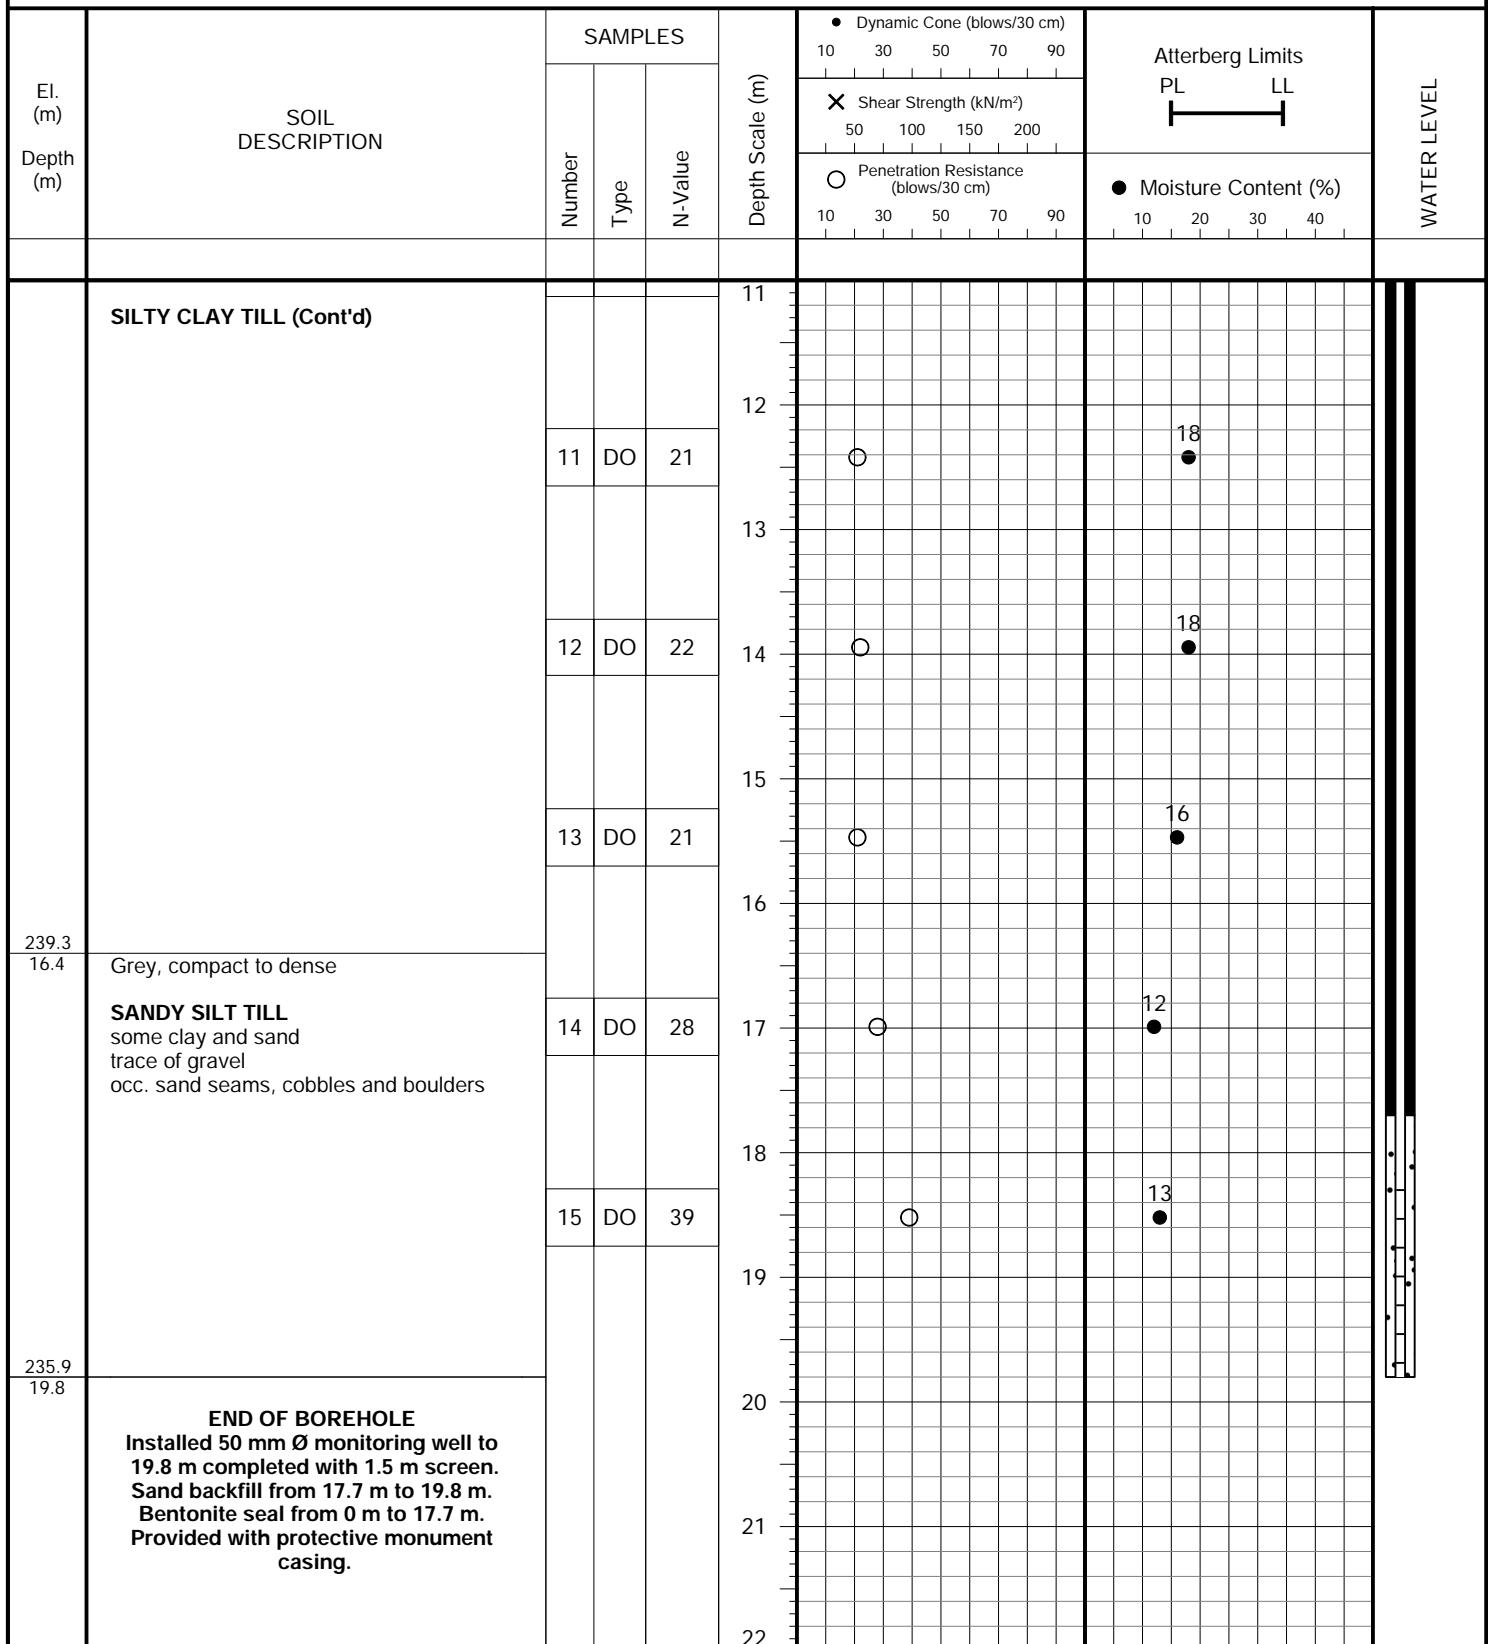 El.
(m)
Depth
(m)
SOIL
DESCRIPTION
SAMPLES
Number
Type
N-Value
Depth Scale (m)
● Dynamic Cone (blows/30 cm)
10 30 50 70 90
✕ Shear Strength (kN/m²)
50 100 150 200
○ Penetration Resistance
(blows/30 cm)
10 30 50 70 90
Atterberg Limits
PL LL
● Moisture Content (%)
10 20 30 40
WATER LEVEL
11
SILTY CLAY TILL (Cont'd)
12
18
11 DO 21
13
18
12 DO 22
14
15
16
13 DO 21
16
239.3
16.4
Grey, compact to dense
SANDY SILT TILL
some clay and sand
trace of gravel
occ. sand seams, cobbles and boulders
12
14 DO 28
17
18
13
15 DO 39
19
235.9
19.8
20
END OF BOREHOLE
Installed 50 mm Ø monitoring well to
19.8 m completed with 1.5 m screen.
Sand backfill from 17.7 m to 19.8 m.
Bentonite seal from 0 m to 17.7 m.
Provided with protective monument
casing.
21
22